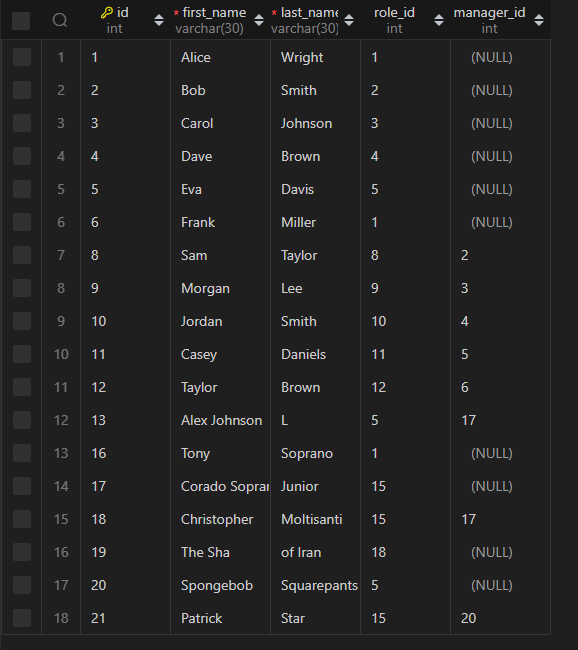 id * first_name * last_name role_id manager_id
int varchar(30) varchar(30) int int
1 1 Alice Wright 1 (NULL)
2 2 Bob Smith 2 (NULL)
3 3 Carol Johnson 3 (NULL)
4 4 Dave Brown 4 (NULL)
5 5 Eva Davis 5 (NULL)
6 6 Frank Miller 1 (NULL)
7 8 Sam Taylor 8 2
8 9 Morgan Lee 9 3
9 10 Jordan Smith 10 4
10 11 Casey Daniels 11 5
11 12 Taylor Brown 12 6
12 13 Alex Johnson L 5 17
13 16 Tony Soprano 1 (NULL)
14 17 Corado Sopra Junior 15 (NULL)
15 18 Christopher Moltisanti 15 17
16 19 The Sha of Iran 18 (NULL)
17 20 Spongebob Squarepants 5 (NULL)
18 21 Patrick Star 15 20